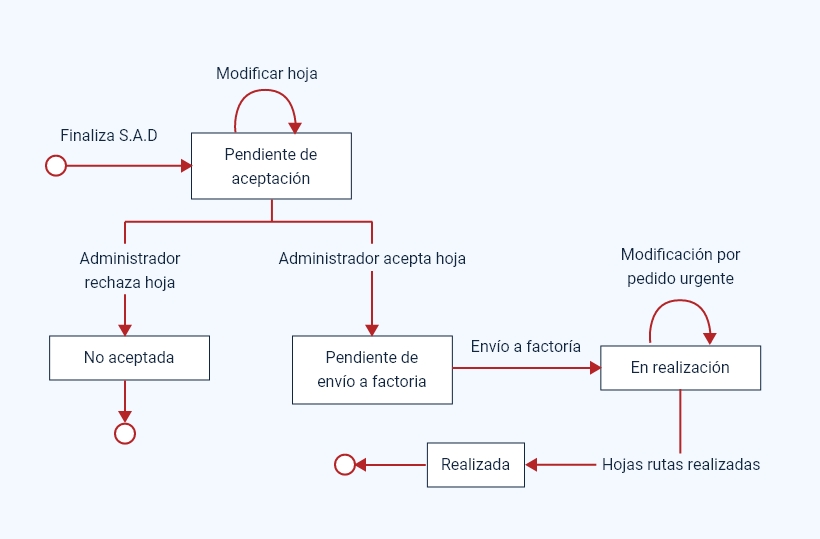 Modificar hoja
Finaliza S.A.D
Pendiente de
aceptación
Administrador
rechaza hoja
Administrador acepta hoja
Modificación por
pedido urgente
No aceptada
Pendiente de
envío a factoria
Envío a factoría
En realización
Realizada
Hojas rutas realizadas